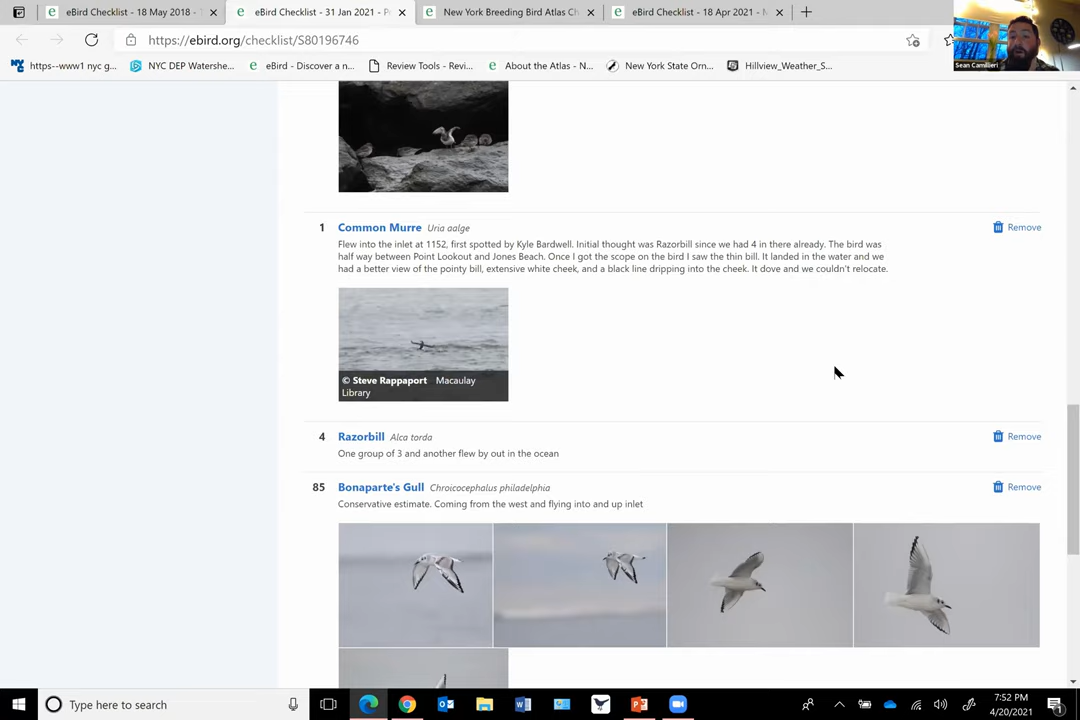 eBird Checklist - 18 May 2018 -
eBird Checklist - 31 Jan 2021 - P
New York Breeding Bird Atlas Ch
eBird Checklist - 18 Apr 2021 - N
https://ebird.org/checklist/S80196746
https--www1 nyc g...
NYC DEP Watershe...
eBird - Discover a n...
Review Tools - Revi...
About the Atlas - N...
New York State Orn...
Hillview_Weather_S...
Sean Camillieri
1 Common Murre Uria aalge
Remove
Flew into the inlet at 1152, first spotted by Kyle Bardwell. Initial thought was Razorbill since we had 4 in there already. The bird was
half way between Point Lookout and Jones Beach. Once I got the scope on the bird I saw the thin bill. It landed in the water and we
had a better view of the pointy bill, extensive white cheek, and a black line dripping into the cheek. It dove and we couldn't relocate.
© Steve Rappaport Macaulay
Library
4 Razorbill Alca torda
Remove
One group of 3 and another flew by out in the ocean
85 Bonaparte's Gull Chroicocephalus philadelphia
Remove
Conservative estimate. Coming from the west and flying into and up inlet
Type here to search
7:52 PM
4/20/2021